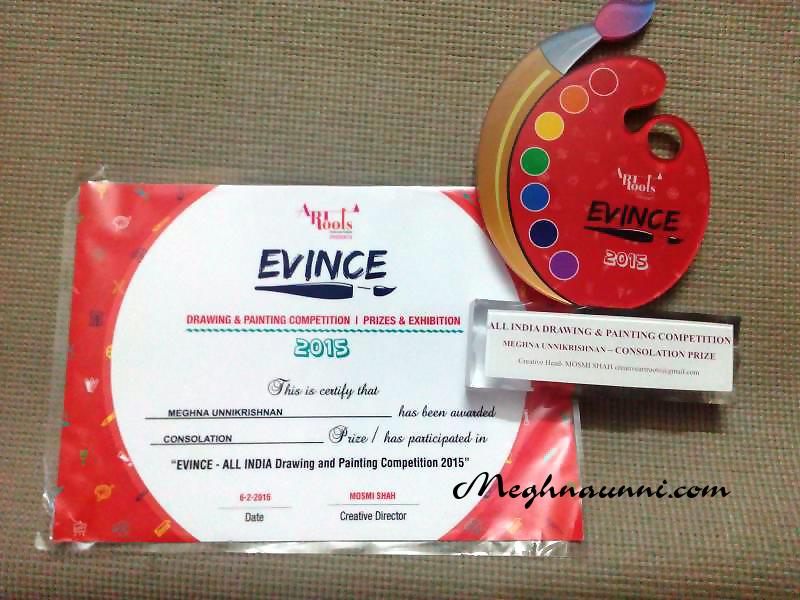 ART
Roots
PRESENTS
EVINCE
DRAWING & PAINTING COMPETITION | PRIZES & EXHIBITION
2015
This is certify that
MEGHNA UNNIKRISHNAN has been awarded
CONSOLATION Prize / has participated in
“EVINCE - ALL INDIA Drawing and Painting Competition 2015”
6-2-2016 MOSMI SHAH
Date Creative Director
ART
Roots
EVINCE
2015
ALL INDIA DRAWING & PAINTING COMPETITION
MEGHNA UNNIKRISHNAN – CONSOLATION PRIZE
Creative Head- MOSMI SHAH creativeartroots@gmail.com
Meghnaunni.com